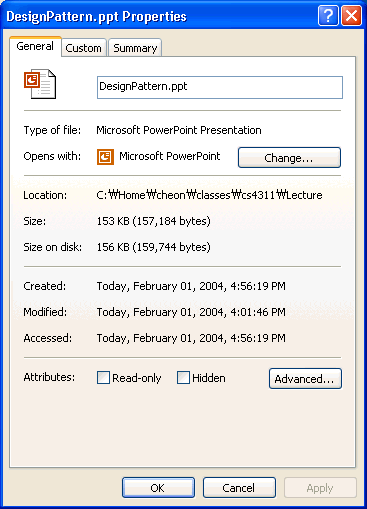 DesignPattern.ppt Properties
General Custom Summary
DesignPattern.ppt
Type of file: Microsoft PowerPoint Presentation
Opens with: Microsoft PowerPoint Change...
Location: C:₩Home₩cheon₩classes₩cs4311₩Lecture
Size: 153 KB (157,184 bytes)
Size on disk: 156 KB (159,744 bytes)
Created: Today, February 01, 2004, 4:56:19 PM
Modified: Today, February 01, 2004, 4:01:46 PM
Accessed: Today, February 01, 2004, 4:56:19 PM
Attributes: Read-only Hidden Advanced...
OK Cancel Apply